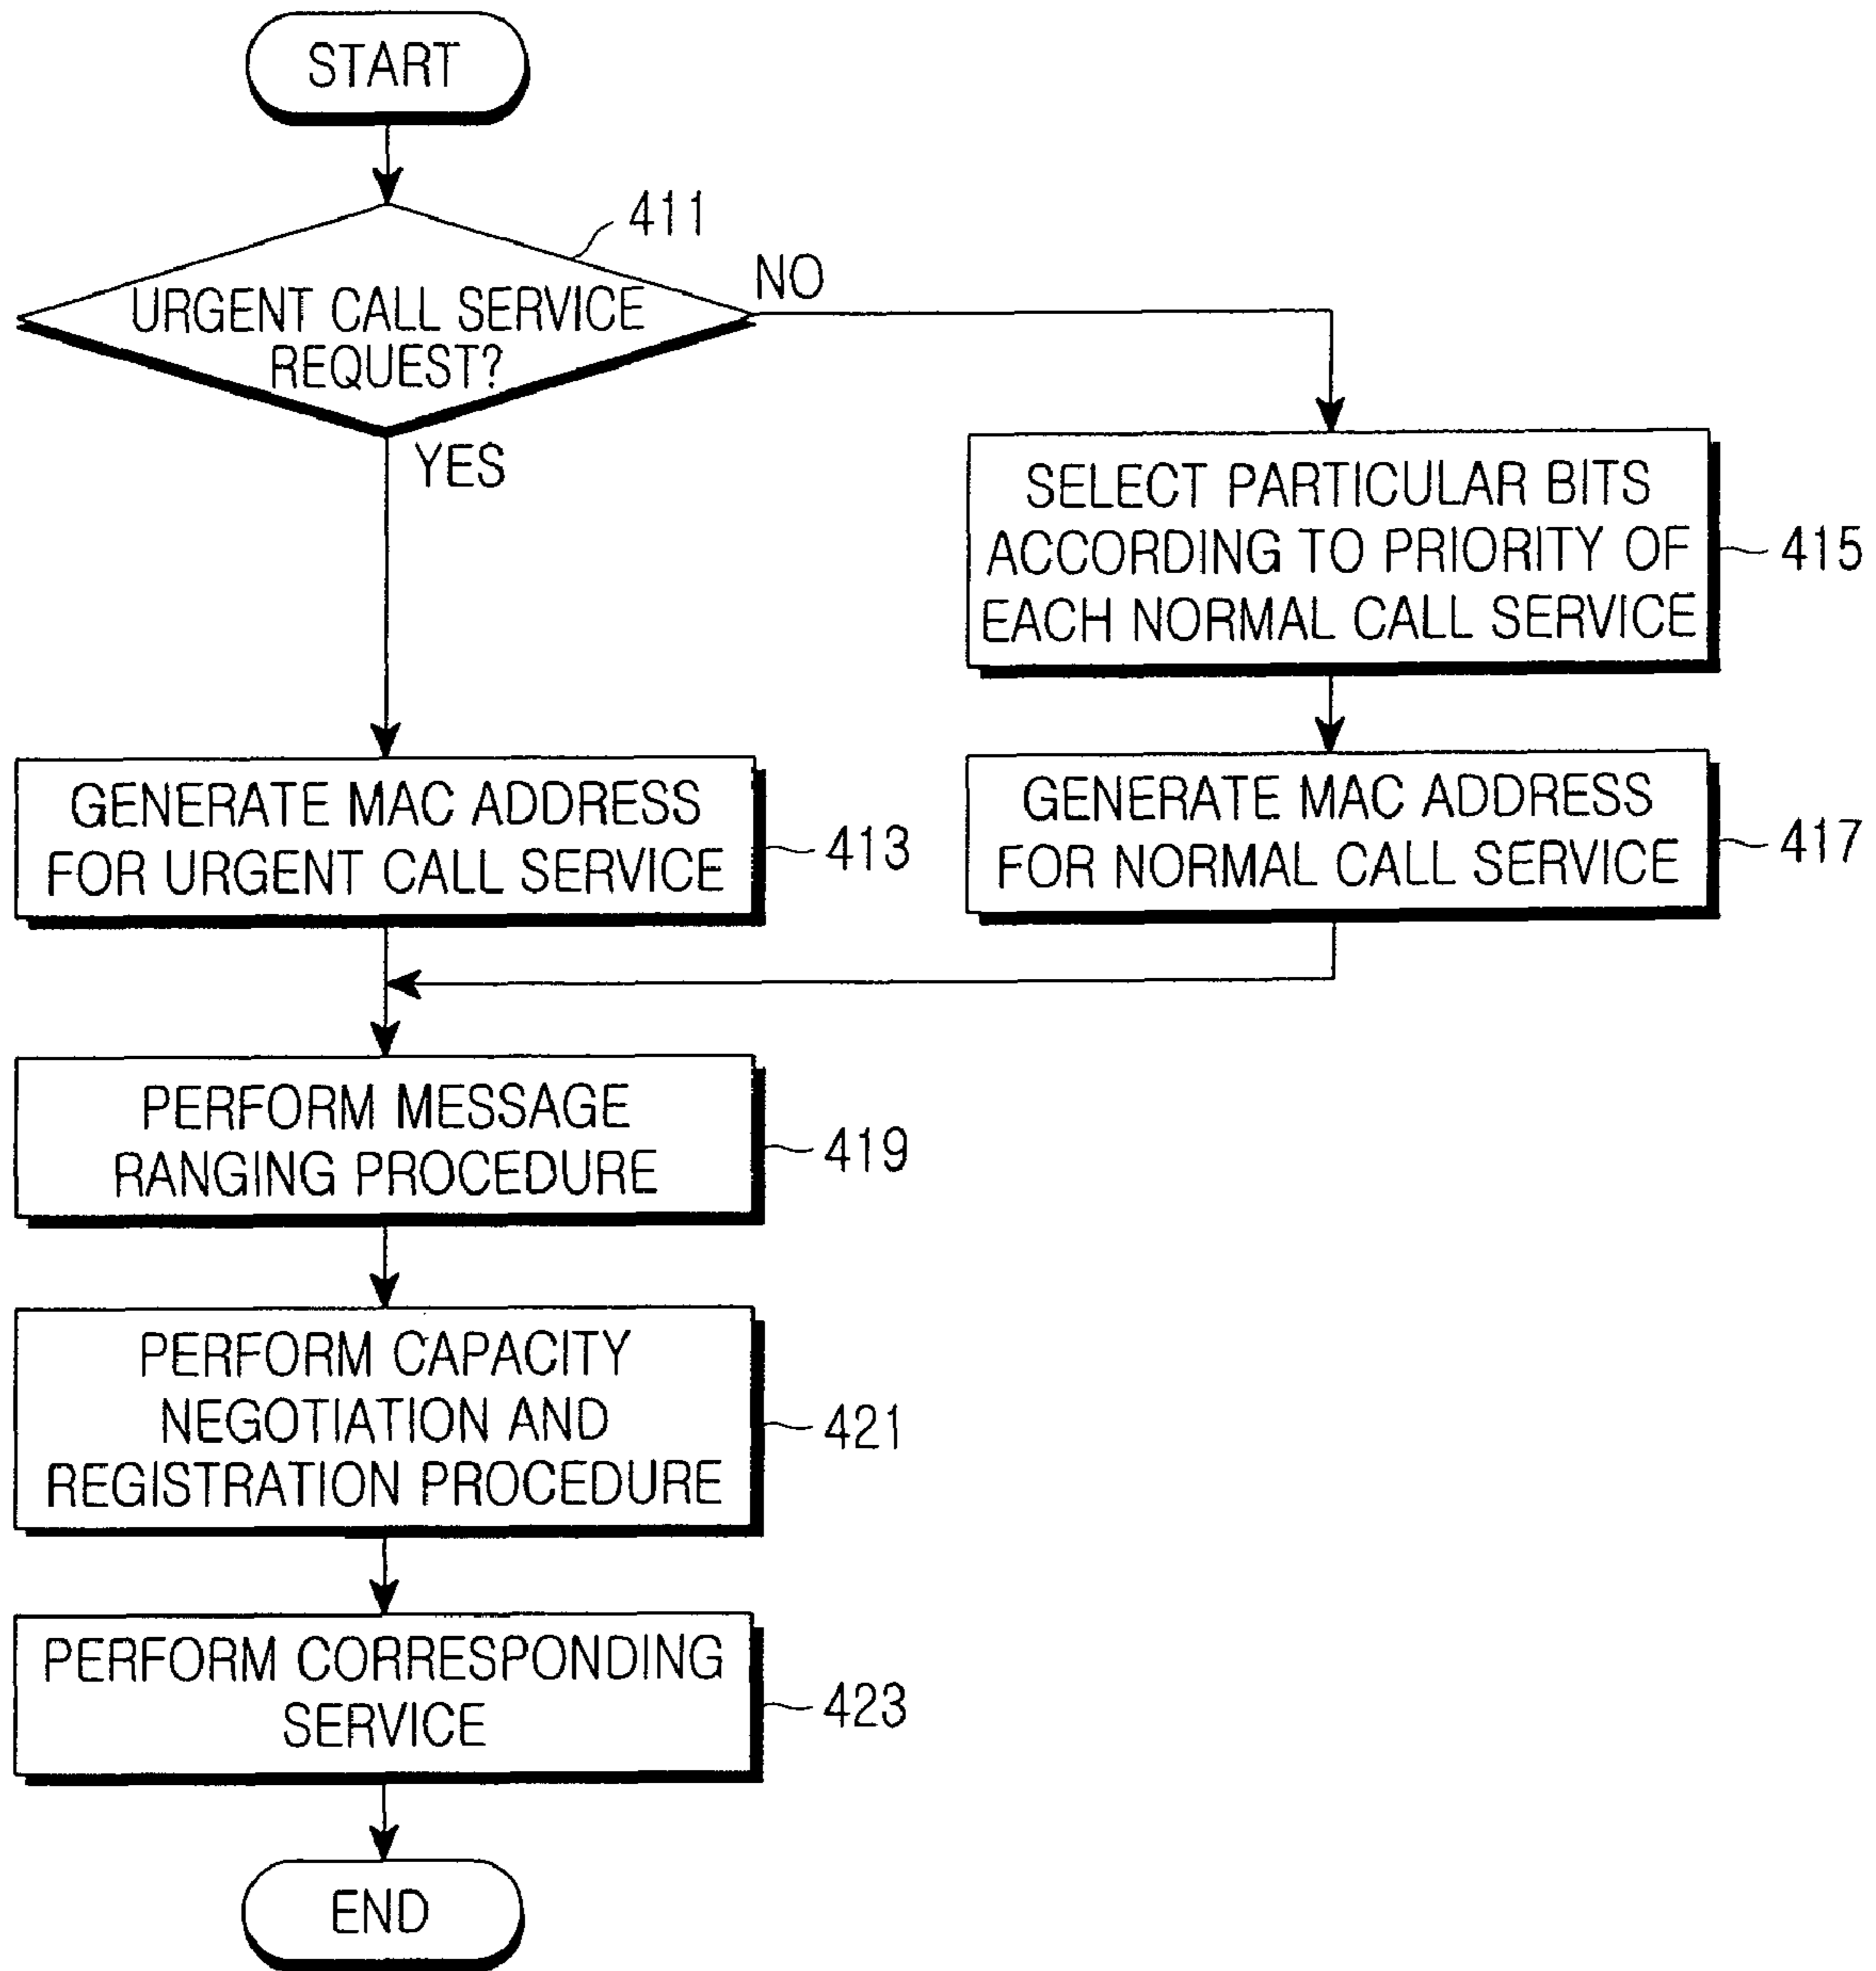 START
411
URGENT CALL SERVICE
REQUEST?
NO
YES
SELECT PARTICULAR BITS
ACCORDING TO PRIORITY OF
EACH NORMAL CALL SERVICE
415
GENERATE MAC ADDRESS
FOR URGENT CALL SERVICE
413
GENERATE MAC ADDRESS
FOR NORMAL CALL SERVICE
417
PERFORM MESSAGE
RANGING PROCEDURE
419
PERFORM CAPACITY
NEGOTIATION AND
REGISTRATION PROCEDURE
421
PERFORM CORRESPONDING
SERVICE
423
END